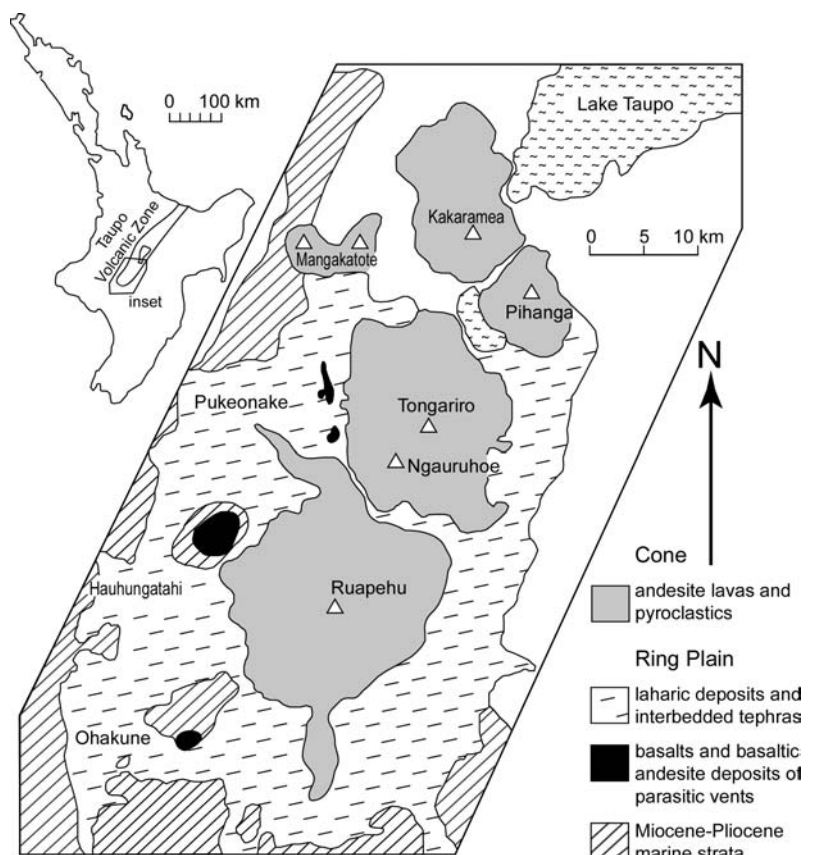 0 100 km
Taupo
Volcanic Zone
inset
Lake Taupo
Kakaramea
0 5 10 km
Mangakatote
Pihanga
N
Pukeonake
Tongariro
Ngauruhoe
Hauhungatahi
Ruapehu
Ohakune
Cone
andesite lavas and
pyroclastics
Ring Plain
laharic deposits and
interbedded tephras
basalts and basaltic
andesite deposits of
parasitic vents
Miocene-Pliocene
marine strata